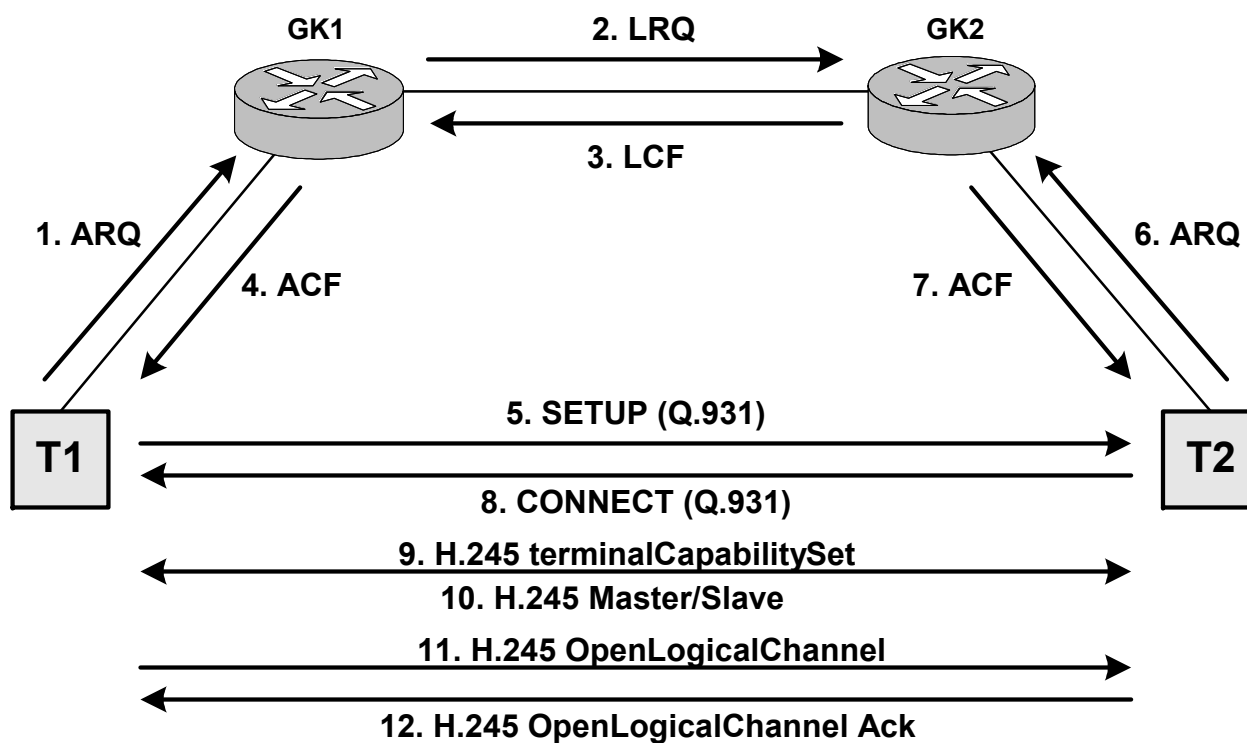 GK1
2. LRQ
GK2
3. LCF
1. ARQ
4. ACF
7. ACF
6. ARQ
T1
5. SETUP (Q.931)
T2
8. CONNECT (Q.931)
9. H.245 terminalCapabilitySet
10. H.245 Master/Slave
11. H.245 OpenLogicalChannel
12. H.245 OpenLogicalChannel Ack